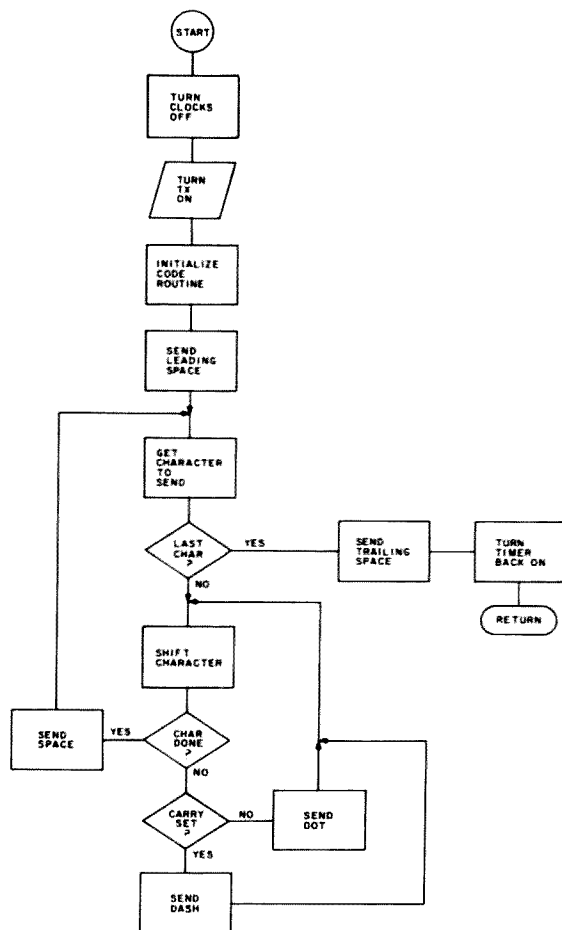 START
TURN
CLOCKS
OFF
TURN
TX
ON
INITIALIZE
CODE
ROUTINE
SEND
LEADING
SPACE
GET
CHARACTER
TO
SEND
LAST
CHAR
?
YES
SEND
TRAILING
SPACE
TURN
TIMER
BACK ON
RETURN
NO
SHIFT
CHARACTER
CHAR
DONE
?
YES
SEND
SPACE
NO
CARRY
SET
?
NO
SEND
DOT
YES
SEND
DASH